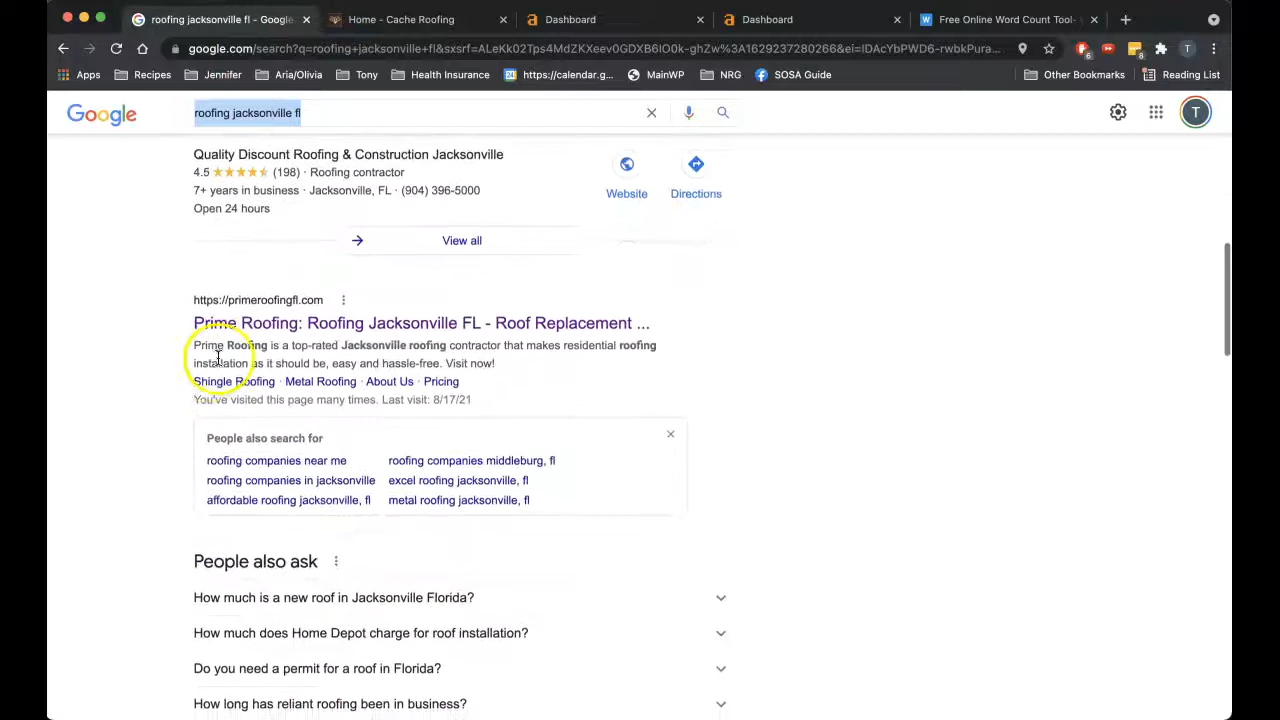 roofing jacksonville fl - Google
Home - Cache Roofing
Dashboard
Dashboard
Free Online Word Count Tool-
google.com/search?q=roofing+jacksonville+fl&sxsrf=ALeKk02Tps4MdZKXeev0GDXB6IO0k-ghZw%3A1629237280266&ei=IDAcYbPWD6-rwbkPura...
Apps
Recipes
Jennifer
Aria/Olivia
Tony
Health Insurance
https://calendar.g...
MainWP
NRG
SOSA Guide
Other Bookmarks
Reading List
Google
roofing jacksonville fl
T
Quality Discount Roofing & Construction Jacksonville
4.5 (198) · Roofing contractor
7+ years in business · Jacksonville, FL · (904) 396-5000
Open 24 hours
Website
Directions
View all
https://primeroofingfl.com
Prime Roofing: Roofing Jacksonville FL - Roof Replacement ...
Prime Roofing is a top-rated Jacksonville roofing contractor that makes residential roofing
installation as it should be, easy and hassle-free. Visit now!
Shingle Roofing · Metal Roofing · About Us · Pricing
You've visited this page many times. Last visit: 8/17/21
People also search for
roofing companies near me
roofing companies middleburg, fl
roofing companies in jacksonville
excel roofing jacksonville, fl
affordable roofing jacksonville, fl
metal roofing jacksonville, fl
People also ask
How much is a new roof in Jacksonville Florida?
How much does Home Depot charge for roof installation?
Do you need a permit for a roof in Florida?
How long has reliant roofing been in business?